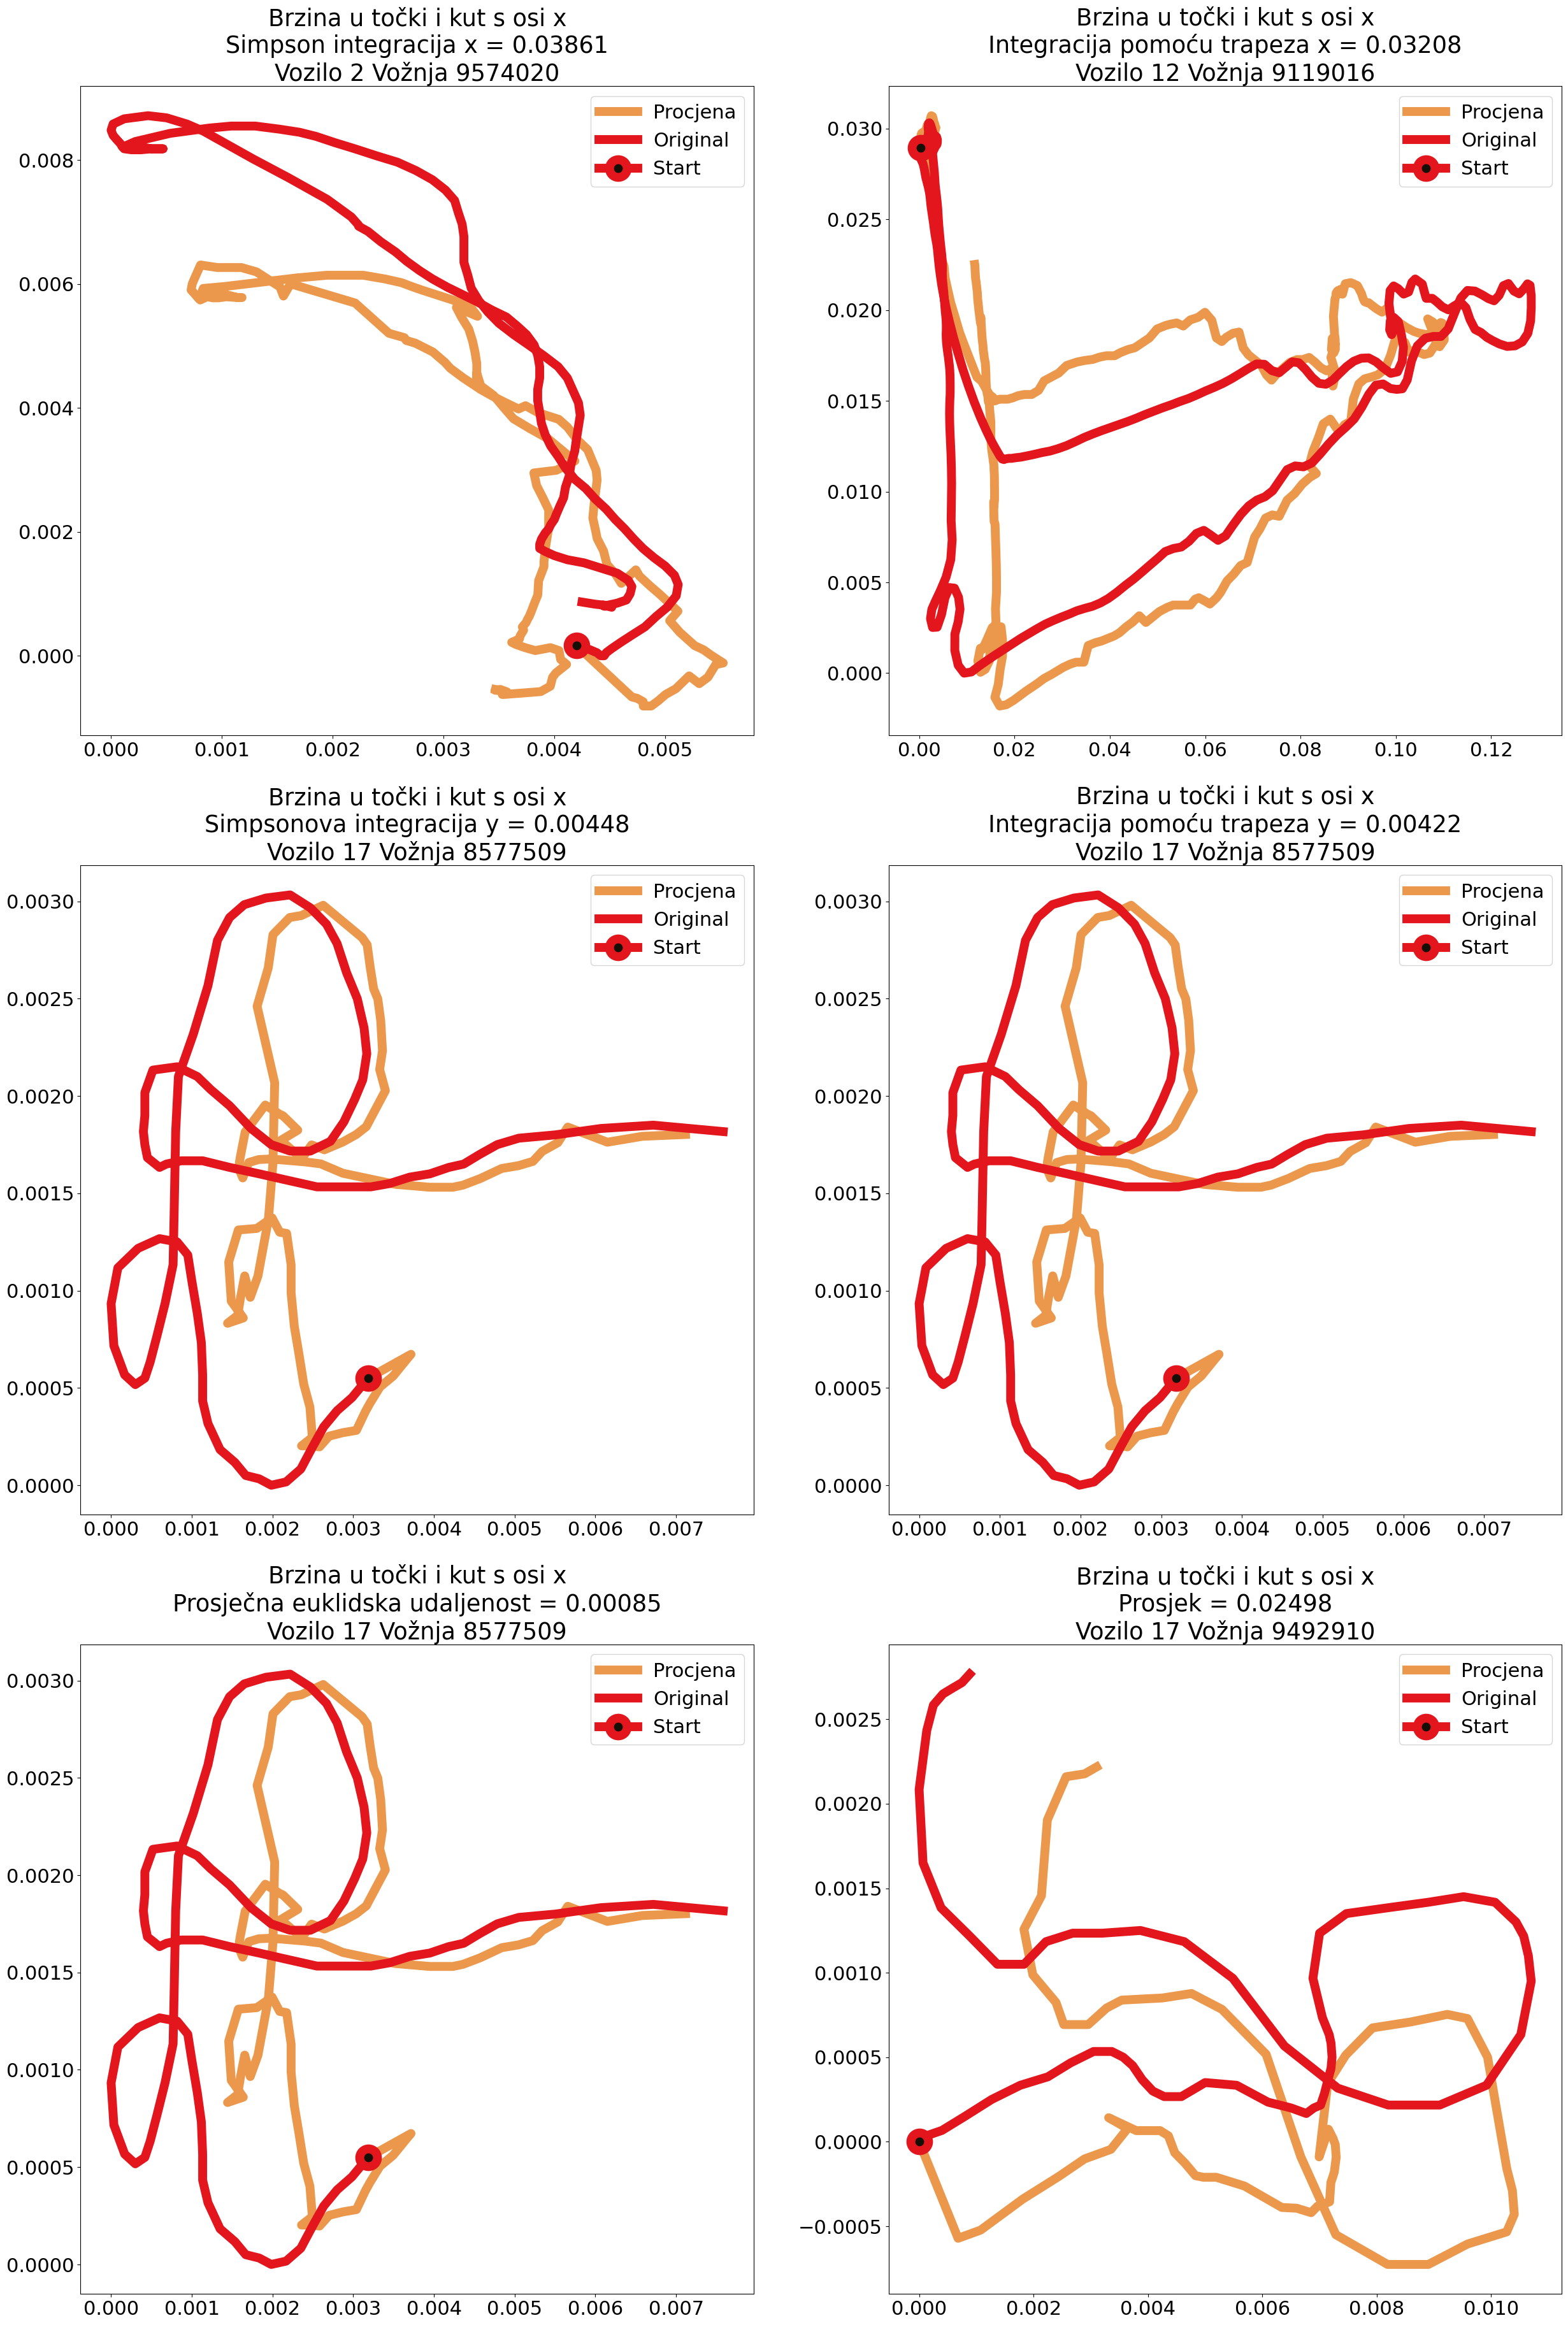 Brzina u točki i kut s osi x
Simpson integracija x = 0.03861
Vozilo 2 Vožnja 9574020
Procjena
Original
Start
0.008
0.006
0.004
0.002
0.000
0.000 0.001 0.002 0.003 0.004 0.005
Brzina u točki i kut s osi x
Integracija pomoću trapeza x = 0.03208
Vozilo 12 Vožnja 9119016
Procjena
Original
Start
0.030
0.025
0.020
0.015
0.010
0.005
0.000
0.00 0.02 0.04 0.06 0.08 0.10 0.12
Brzina u točki i kut s osi x
Simpsonova integracija y = 0.00448
Vozilo 17 Vožnja 8577509
Procjena
Original
Start
0.0030
0.0025
0.0020
0.0015
0.0010
0.0005
0.0000
0.000 0.001 0.002 0.003 0.004 0.005 0.006 0.007
Brzina u točki i kut s osi x
Integracija pomoću trapeza y = 0.00422
Vozilo 17 Vožnja 8577509
Procjena
Original
Start
0.0030
0.0025
0.0020
0.0015
0.0010
0.0005
0.0000
0.000 0.001 0.002 0.003 0.004 0.005 0.006 0.007
Brzina u točki i kut s osi x
Prosječna euklidska udaljenost = 0.00085
Vozilo 17 Vožnja 8577509
Procjena
Original
Start
0.0030
0.0025
0.0020
0.0015
0.0010
0.0005
0.0000
0.000 0.001 0.002 0.003 0.004 0.005 0.006 0.007
Brzina u točki i kut s osi x
Prosjek = 0.02498
Vozilo 17 Vožnja 9492910
Procjena
Original
Start
0.0025
0.0020
0.0015
0.0010
0.0005
0.0000
−0.0005
0.000 0.002 0.004 0.006 0.008 0.010